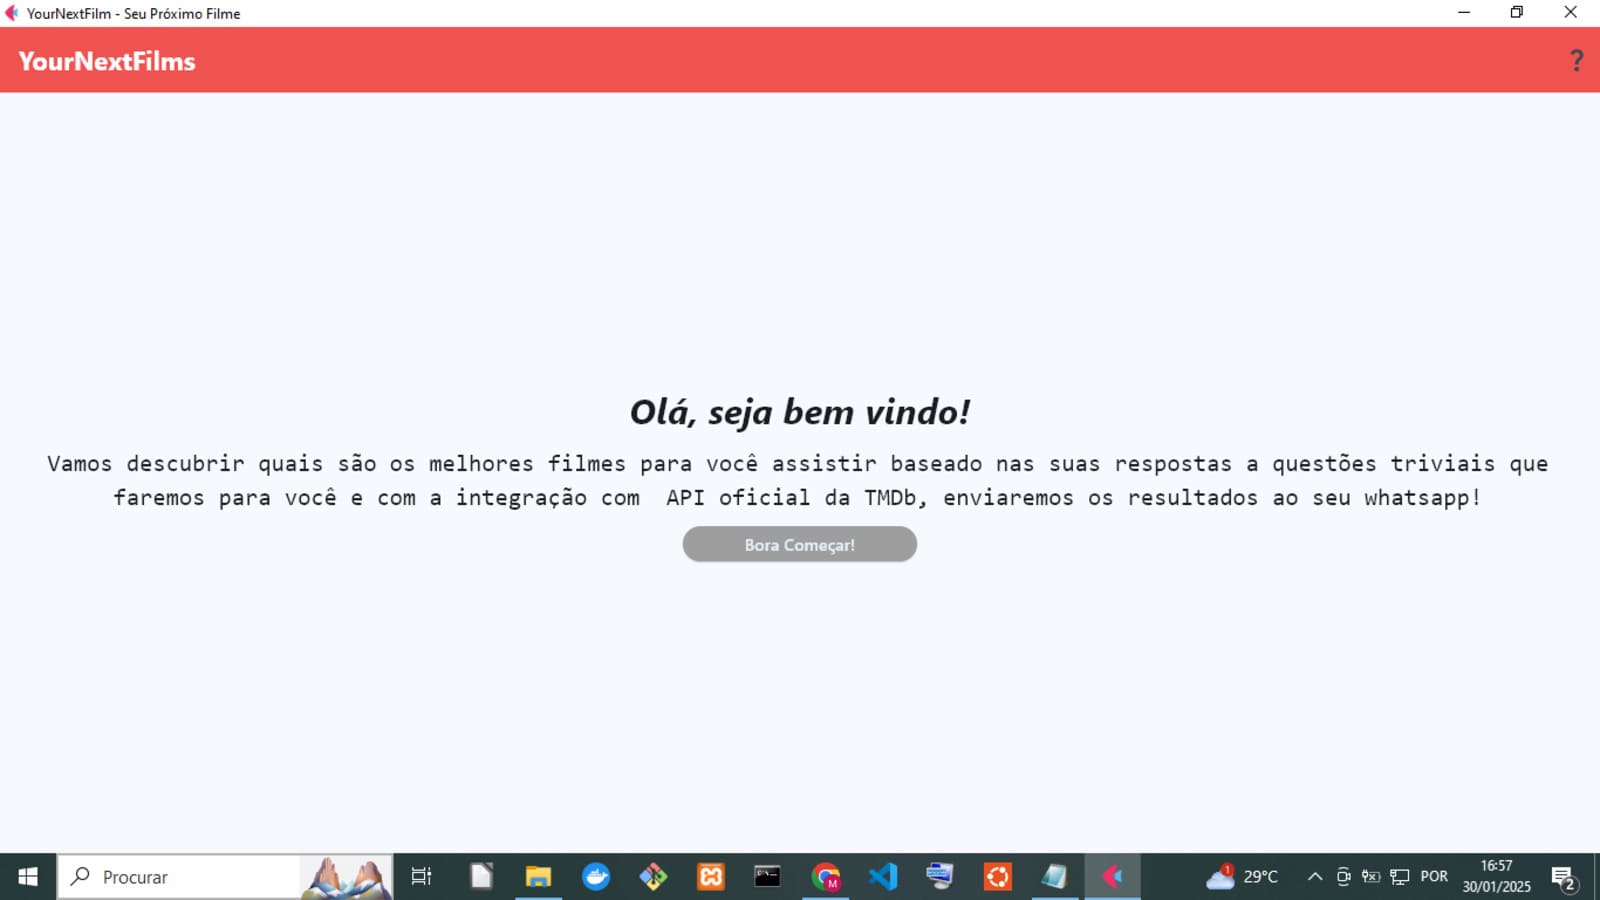 YourNextFilm - Seu Próximo Filme
YourNextFilms
?
Olá, seja bem vindo!
Vamos descubrir quais são os melhores filmes para você assistir baseado nas suas respostas a questões triviais que
faremos para você e com a integração com  API oficial da TMDb, enviaremos os resultados ao seu whatsapp!
Bora Começar!
Procurar
M
1
29°C
POR
16:57
30/01/2025
2